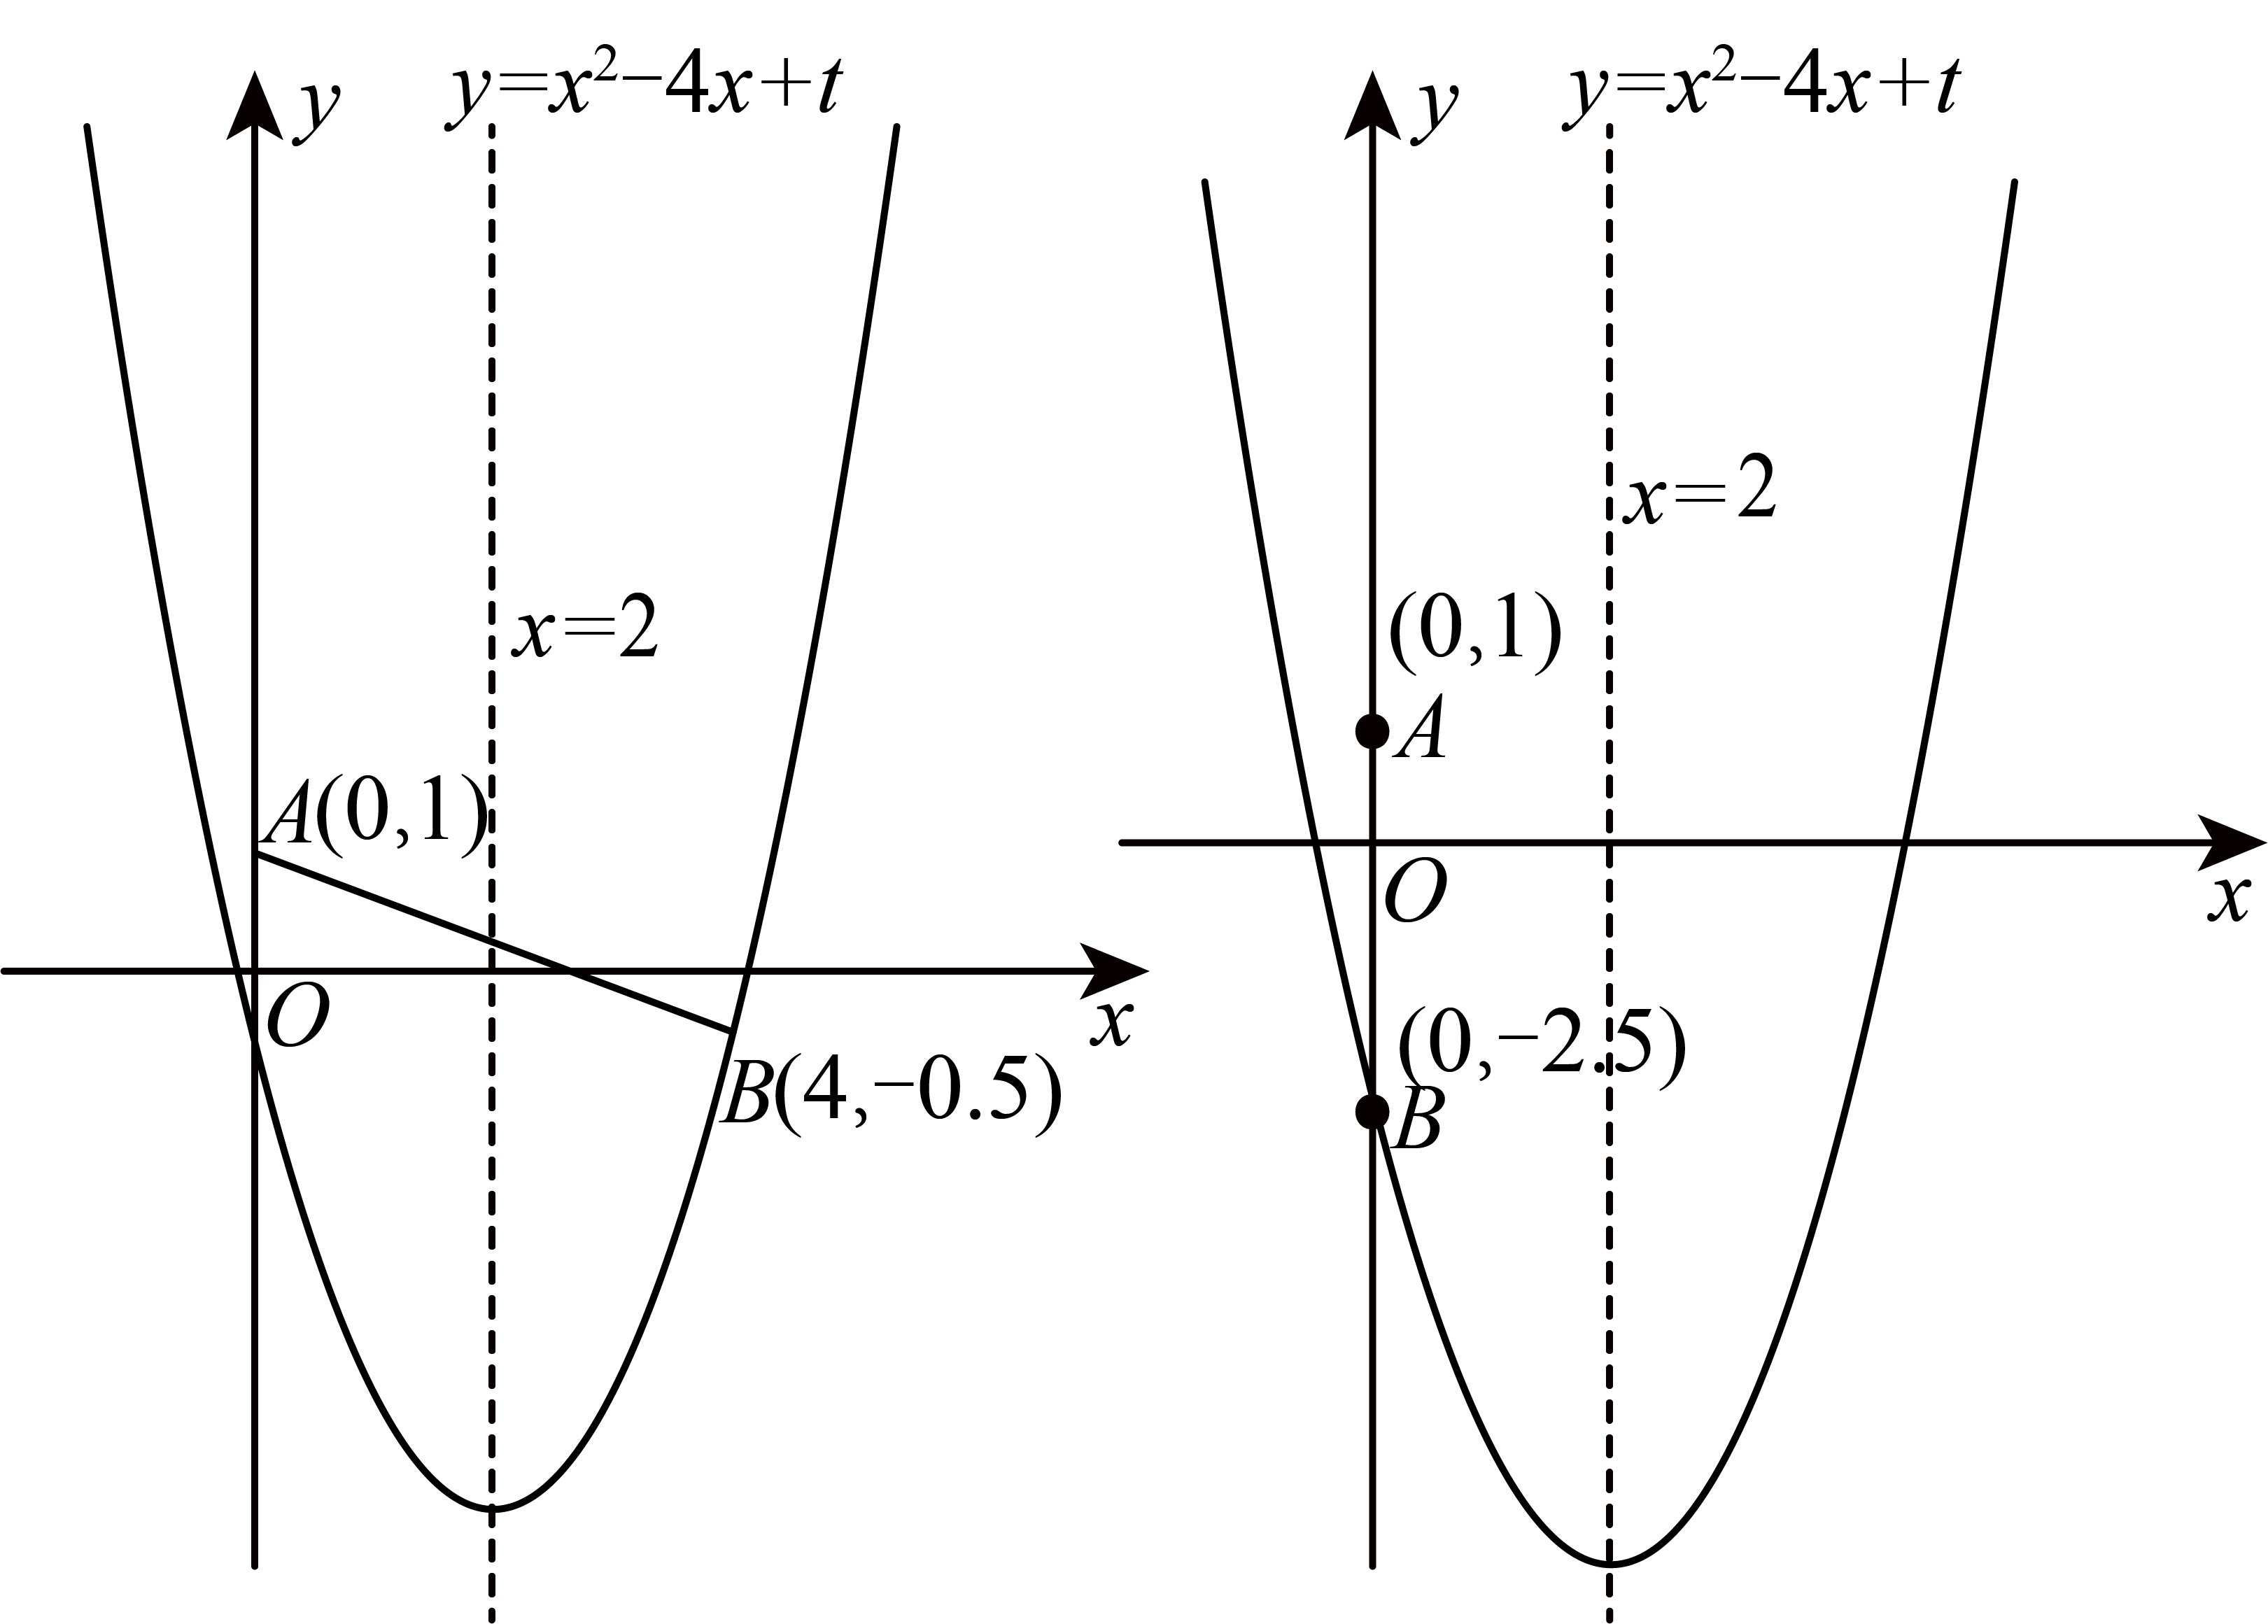 y
y=x²−4x+t
x=2
A(0,1)
O
x
B(4,−0.5)
y
y=x²−4x+t
x=2
(0,1)
A
O
x
(0,−2.5)
B